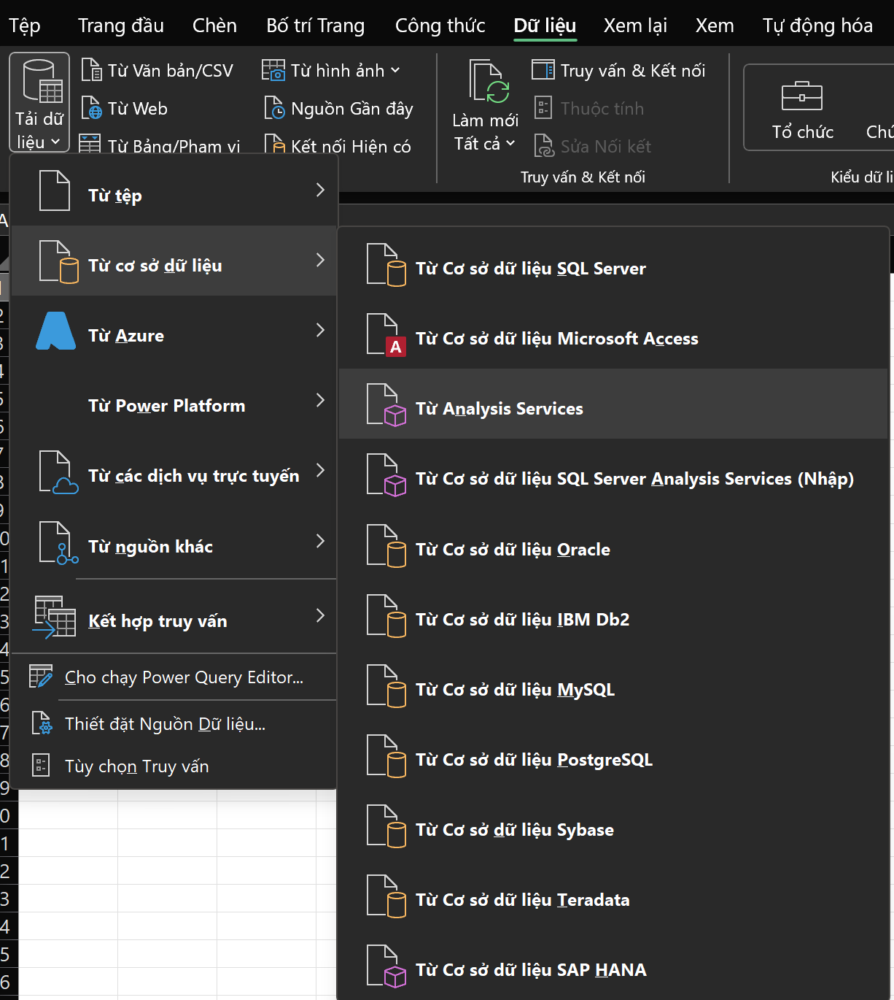 Tệp Trang đầu Chèn Bố trí Trang Công thức Dữ liệu Xem lại Xem Tự động hóa
Tải dữ
liệu
Từ Văn bản/CSV
Từ Web
Từ Bảng/Phạm vi
Từ hình ảnh
Nguồn Gần đây
Kết nối Hiện có
Làm mới
Tất cả
Truy vấn & Kết nối
Thuộc tính
Sửa Nối kết
Truy vấn & Kết nối
Tổ chức
Kiểu dữ
Từ tệp
Từ cơ sở dữ liệu
Từ Azure
Từ Power Platform
Từ các dịch vụ trực tuyến
Từ nguồn khác
Kết hợp truy vấn
Cho chạy Power Query Editor...
Thiết đặt Nguồn Dữ liệu...
Tùy chọn Truy vấn
Từ Cơ sở dữ liệu SQL Server
Từ Cơ sở dữ liệu Microsoft Access
Từ Analysis Services
Từ Cơ sở dữ liệu SQL Server Analysis Services (Nhập)
Từ Cơ sở dữ liệu Oracle
Từ Cơ sở dữ liệu IBM Db2
Từ Cơ sở dữ liệu MySQL
Từ Cơ sở dữ liệu PostgreSQL
Từ Cơ sở dữ liệu Sybase
Từ Cơ sở dữ liệu Teradata
Từ Cơ sở dữ liệu SAP HANA